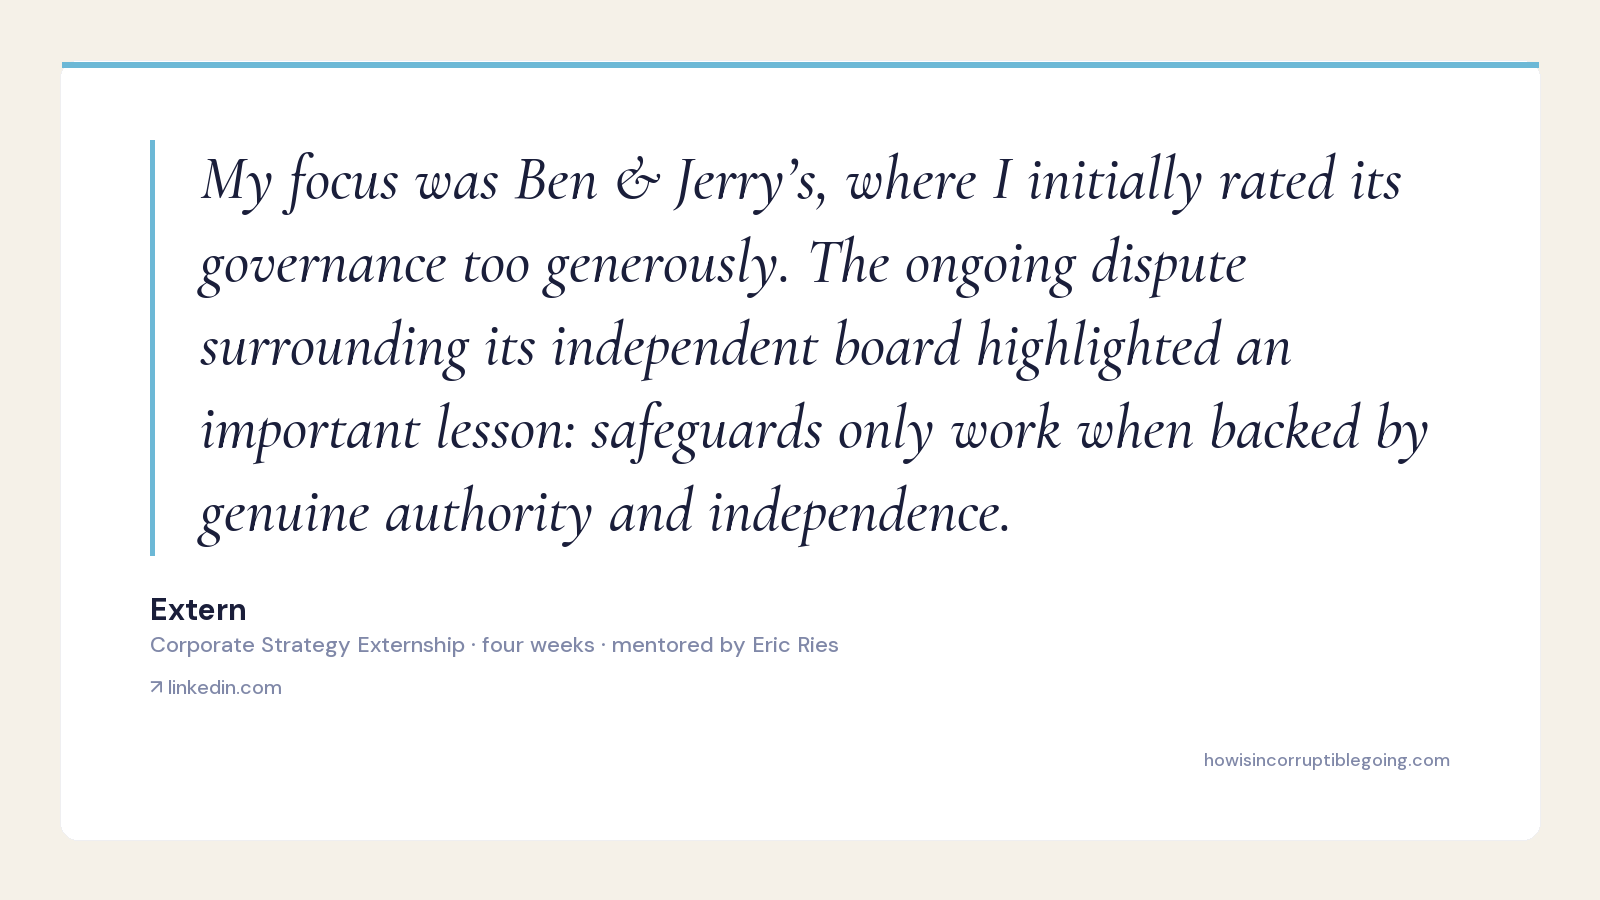 My focus was Ben & Jerry’s, where I initially rated its
governance too generously. The ongoing dispute
surrounding its independent board highlighted an
important lesson: safeguards only work when backed by
genuine authority and independence.
Extern
Corporate Strategy Externship · four weeks · mentored by Eric Ries
↗ linkedin.com
howisincorruptiblegoing.com